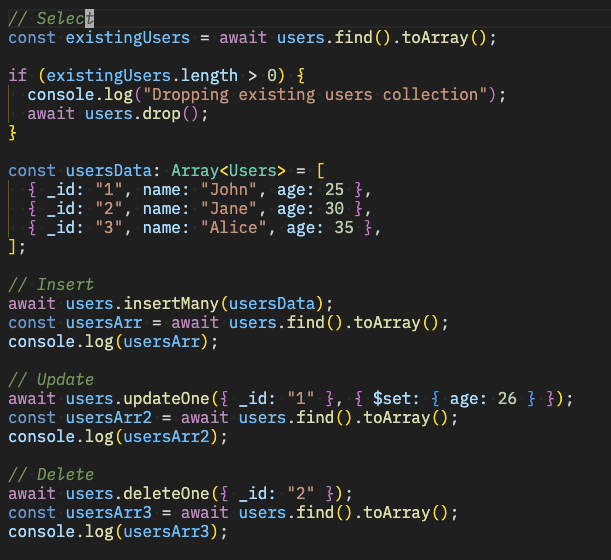 // Select
const existingUsers = await users.find().toArray();

if (existingUsers.length > 0) {
  console.log("Dropping existing users collection");
  await users.drop();
}

const usersData: Array<Users> = [
  { _id: "1", name: "John", age: 25 },
  { _id: "2", name: "Jane", age: 30 },
  { _id: "3", name: "Alice", age: 35 },
];

// Insert
await users.insertMany(usersData);
const usersArr = await users.find().toArray();
console.log(usersArr);

// Update
await users.updateOne({ _id: "1" }, { $set: { age: 26 } });
const usersArr2 = await users.find().toArray();
console.log(usersArr2);

// Delete
await users.deleteOne({ _id: "2" });
const usersArr3 = await users.find().toArray();
console.log(usersArr3);